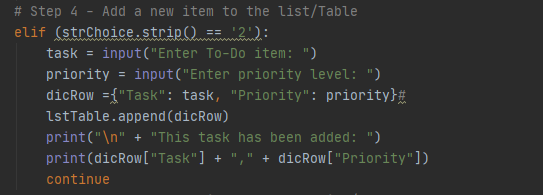 # Step 4 - Add a new item to the list/Table
elif (strChoice.strip() == '2'):
    task = input("Enter To-Do item: ")
    priority = input("Enter priority level: ")
    dicRow ={"Task": task, "Priority": priority}#
    lstTable.append(dicRow)
    print("\n" + "This task has been added: ")
    print(dicRow["Task"] + "," + dicRow["Priority"])
    continue